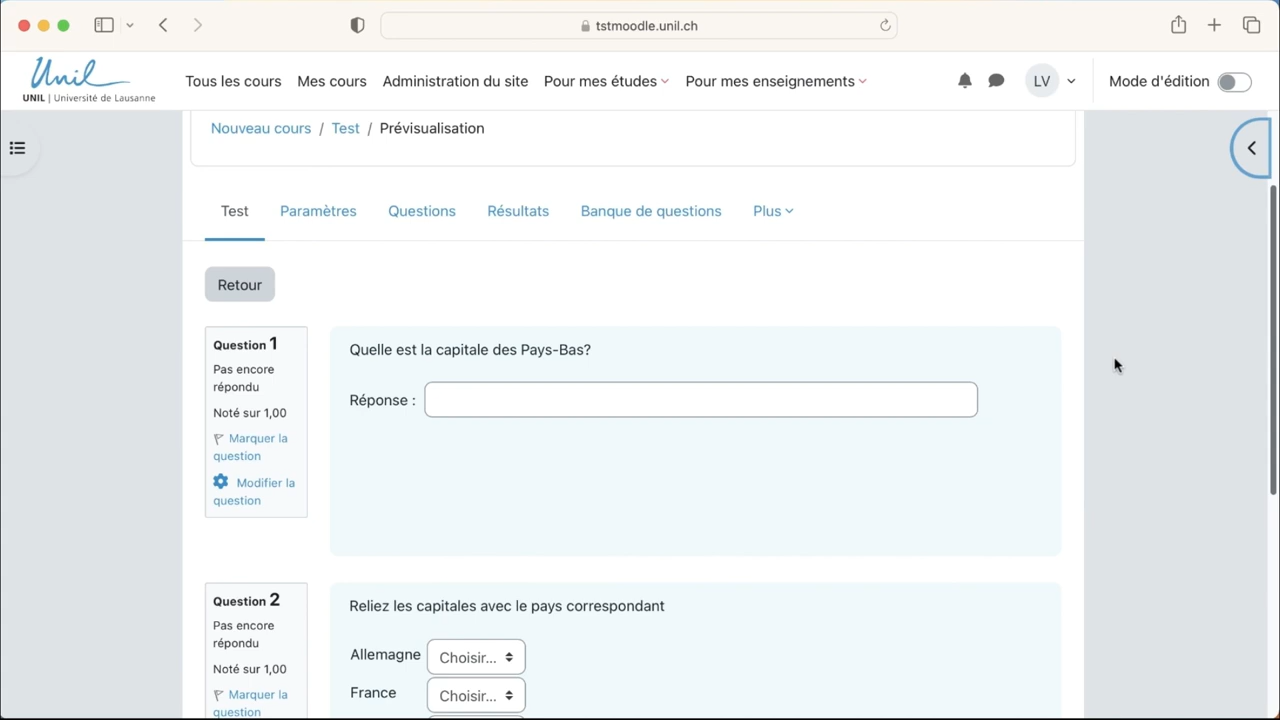 tstmoodle.unil.ch
Unil
UNIL | Université de Lausanne
Tous les cours Mes cours Administration du site Pour mes études Pour mes enseignements LV Mode d'édition
Nouveau cours / Test / Prévisualisation
Test Paramètres Questions Résultats Banque de questions Plus
Retour
Question 1
Pas encore
répondu
Noté sur 1,00
Marquer la
question
Modifier la
question
Quelle est la capitale des Pays-Bas?
Réponse :
Question 2
Pas encore
répondu
Noté sur 1,00
Marquer la
question
Reliez les capitales avec le pays correspondant
Allemagne Choisir...
France Choisir...